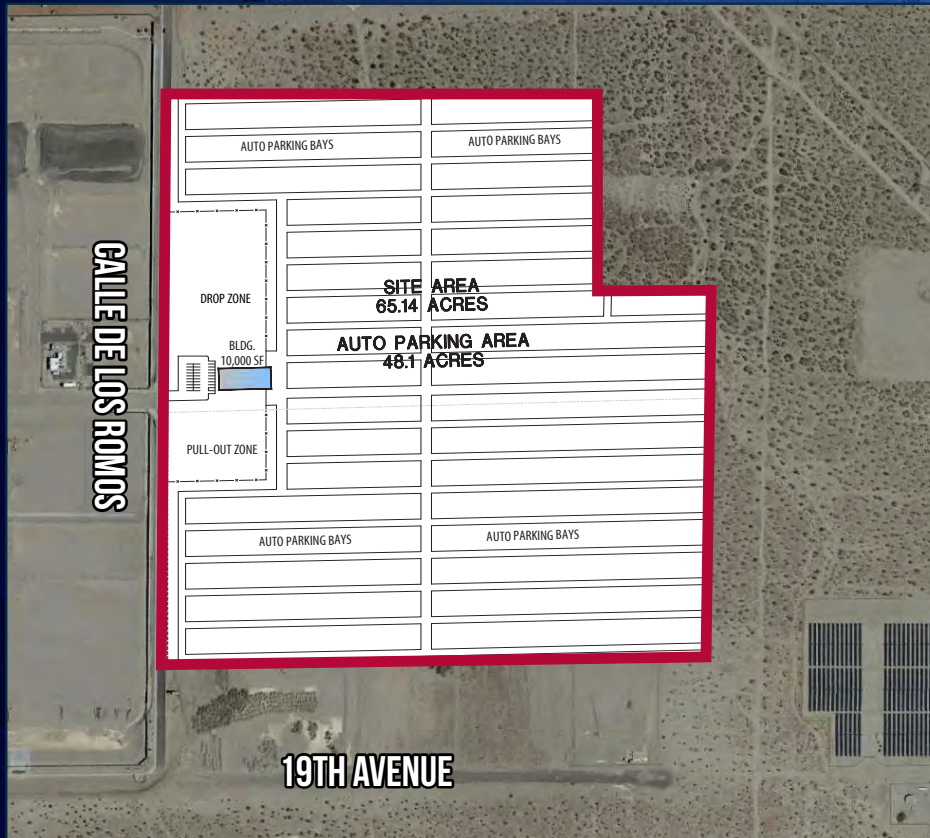 AUTO PARKING BAYS
AUTO PARKING BAYS
CALLE DE LOS ROMOS
DROP ZONE
SITE AREA
65.14 ACRES
AUTO PARKING AREA
48.1 ACRES
BLDG.
10,000 SF
PULL-OUT ZONE
AUTO PARKING BAYS
AUTO PARKING BAYS
19TH AVENUE